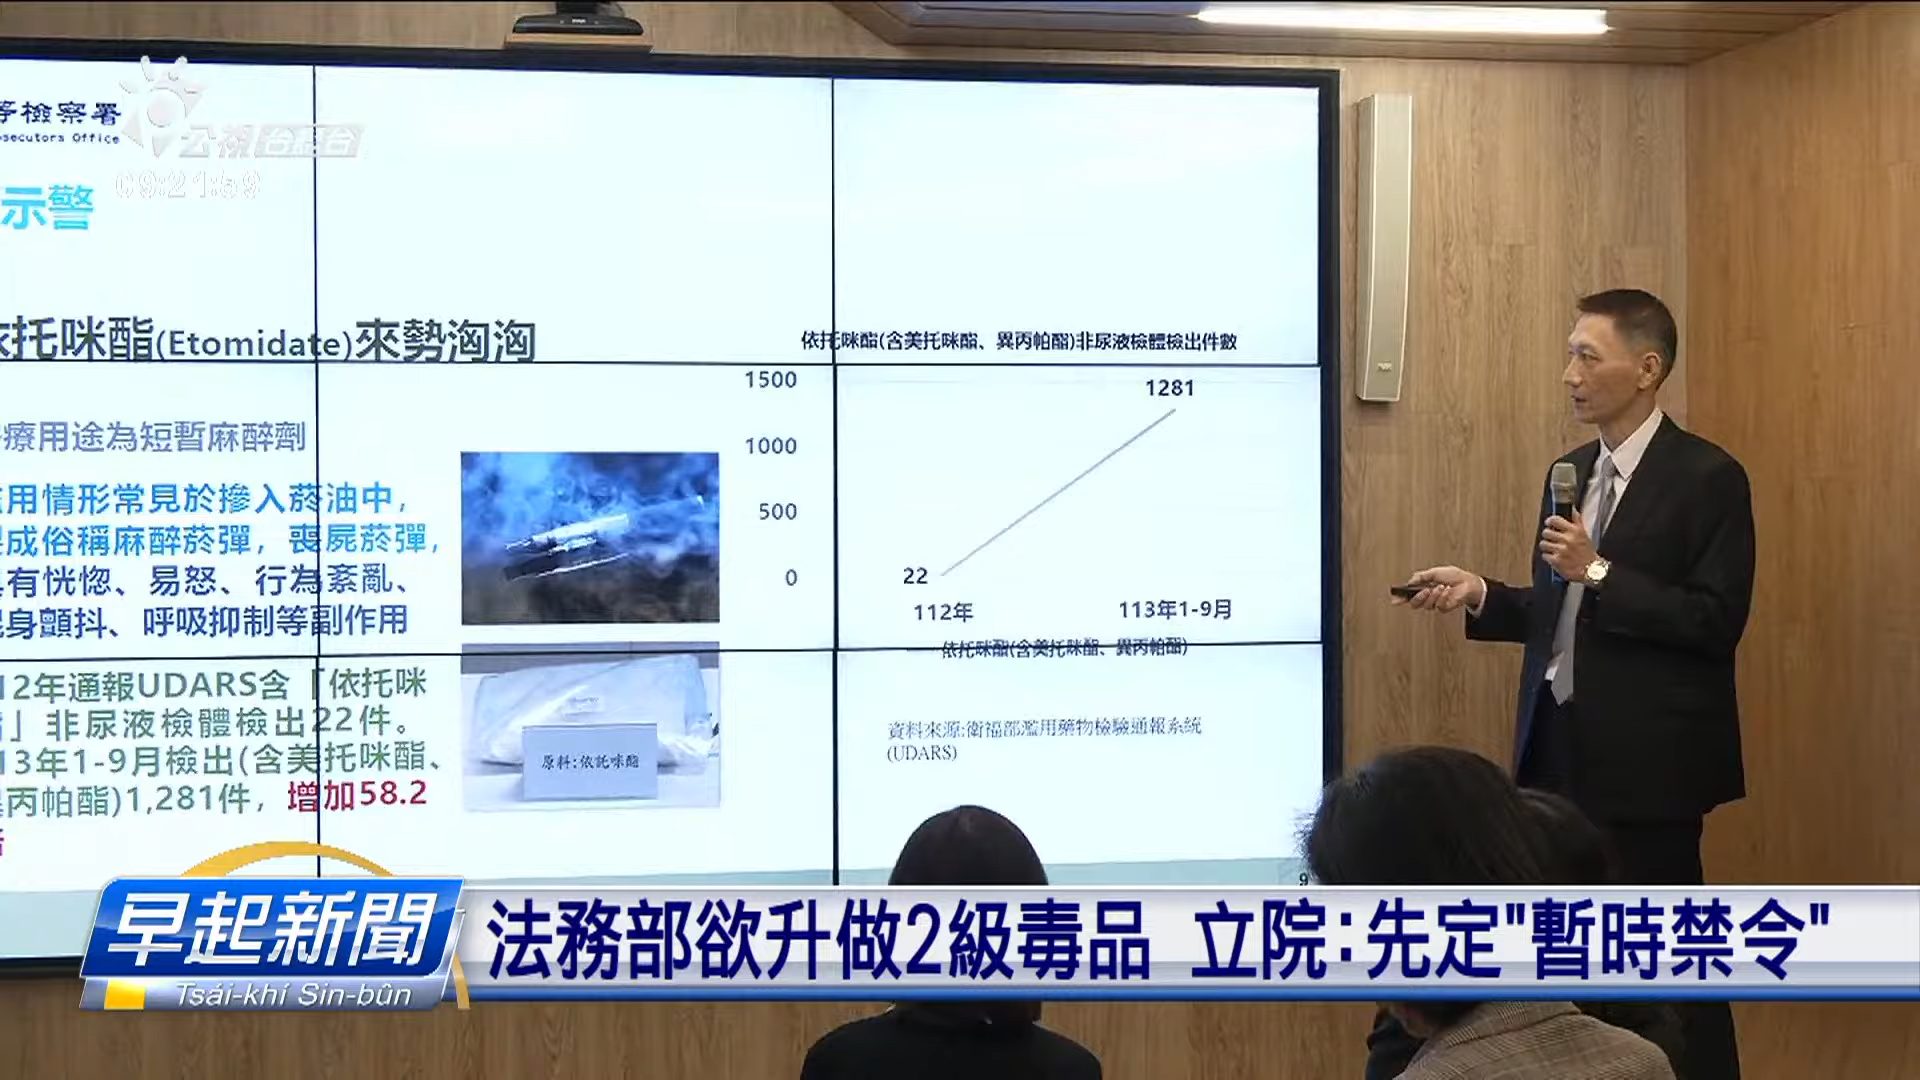 等檢察署
osecutors Office
公視台語台
09:21:59
示警
依托咪酯(Etomidate)來勢洶洶
療用途為短暫麻醉劑
用情形常見於摻入菸油中，
成俗稱麻醉菸彈，喪屍菸彈，
有恍惚、易怒、行為紊亂、
身顫抖、呼吸抑制等副作用
12年通報UDARS含「依托咪
」非尿液檢體檢出22件。
13年1-9月檢出(含美托咪酯、
丙帕酯)1,281件，增加58.2
原料:依託咪酯
依托咪酯(含美托咪酯、異丙帕酯)非尿液檢體檢出件數
1500
1281
1000
500
0
22
112年
113年1-9月
依托咪酯(含美托咪酯、異丙帕酯)
資料來源:衛福部濫用藥物檢驗通報系統
(UDARS)
9
早起新聞
Tsái-khí Sin-bûn
法務部欲升做2級毒品 立院:先定"暫時禁令"